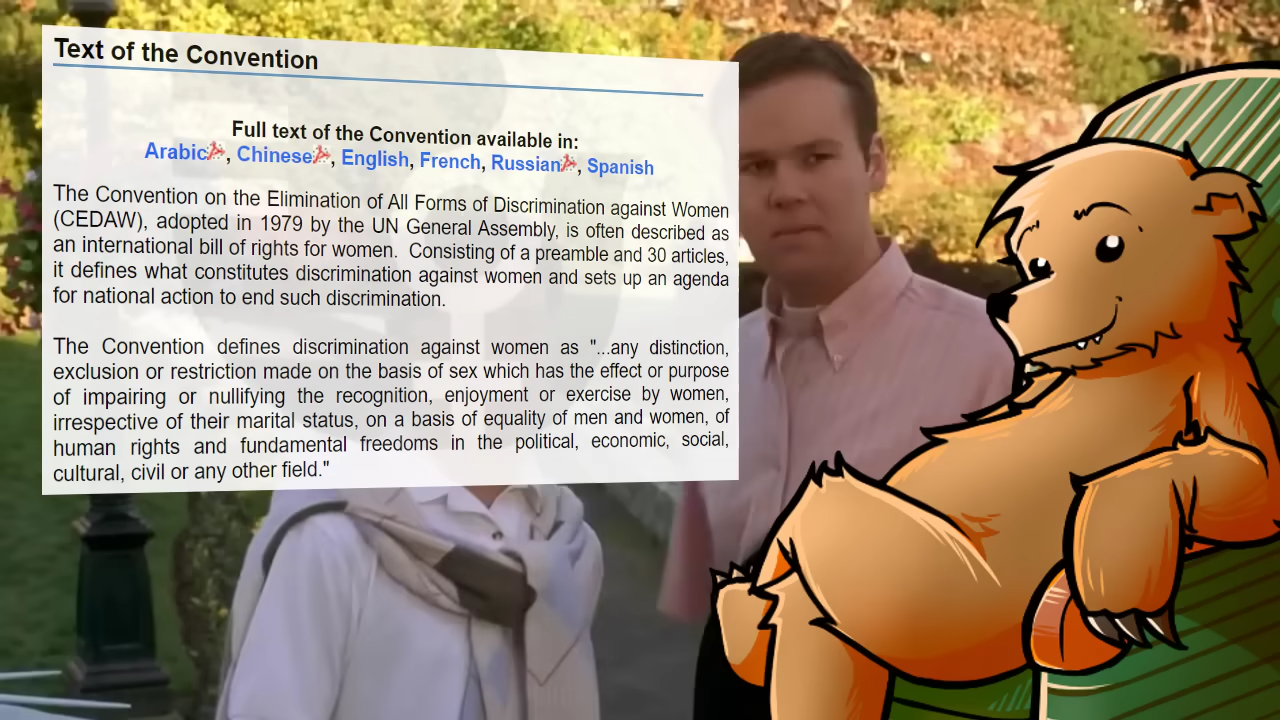 Text of the Convention
Full text of the Convention available in:
Arabic, Chinese, English, French, Russian, Spanish
The Convention on the Elimination of All Forms of Discrimination against Women
(CEDAW), adopted in 1979 by the UN General Assembly, is often described as
an international bill of rights for women. Consisting of a preamble and 30 articles,
it defines what constitutes discrimination against women and sets up an agenda
for national action to end such discrimination.
The Convention defines discrimination against women as "...any distinction,
exclusion or restriction made on the basis of sex which has the effect or purpose
of impairing or nullifying the recognition, enjoyment or exercise by women,
irrespective of their marital status, on a basis of equality of men and women, of
human rights and fundamental freedoms in the political, economic, social,
cultural, civil or any other field."